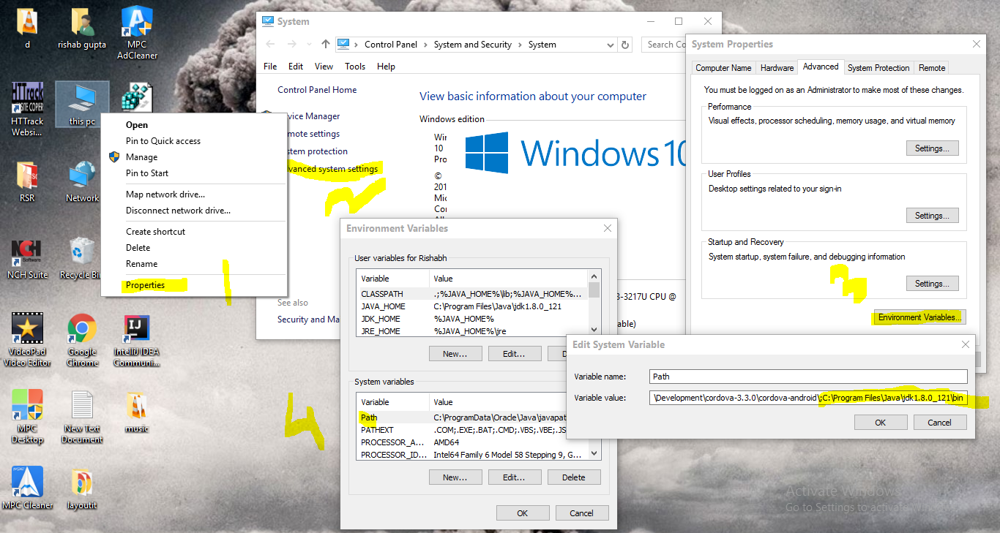 d
rishab gupta
MPC
AdCleaner
HTTrack
Websi...
this pc
RSR
Network
NCH Suite
Recycle Bin
VideoPad
Video Editor
Google
Chrome
IntelliJ IDEA
Communi...
MPC
Desktop
New Text
Document
music
MPC Cleaner
layoutit
Open
Pin to Quick access
Manage
Pin to Start
Map network drive...
Disconnect network drive...
Create shortcut
Delete
Rename
Properties
1
System
Control Panel > System and Security > System
Search Co
File Edit View Tools Help
Control Panel Home
vice Manager
mote settings
stem protection
dvanced system settings
2
See also
Security and Ma
View basic information about your computer
Windows edition
Win
10
Pro
©
201
Mic
Cor
Windows 10
3-3217U CPU @
able)
System Properties
Computer Name Hardware Advanced System Protection Remote
You must be logged on as an Administrator to make most of these changes.
Performance
Visual effects, processor scheduling, memory usage, and virtual memory
Settings...
User Profiles
Desktop settings related to your sign-in
Settings...
Startup and Recovery
System startup, system failure, and debugging information
3
Settings...
Environment Variables...
Environment Variables
User variables for Rishabh
Variable Value
CLASSPATH .;%JAVA_HOME%\lib;%JAVA_HOME%...
JAVA_HOME C:\Program Files\Java\jdk1.8.0_121
JDK_HOME %JAVA_HOME%
JRE_HOME %JAVA_HOME%\jre
New... Edit... D
4
System variables
Variable Value
Path C:\ProgramData\Oracle\Java\javapat
PATHEXT .COM;.EXE;.BAT;.CMD;.VBS;.VBE;.JS
PROCESSOR_A... AMD64
PROCESSOR_ID... Intel64 Family 6 Model 58 Stepping 9, G...
New... Edit... Delete
OK Cancel
Edit System Variable
Variable name: Path
Variable value: \Development\cordova-3.3.0\cordova-android\;C:\Program Files\Java\jdk1.8.0_121\bin
OK Cancel
Activate Windows
Go to Settings to activate Windows.